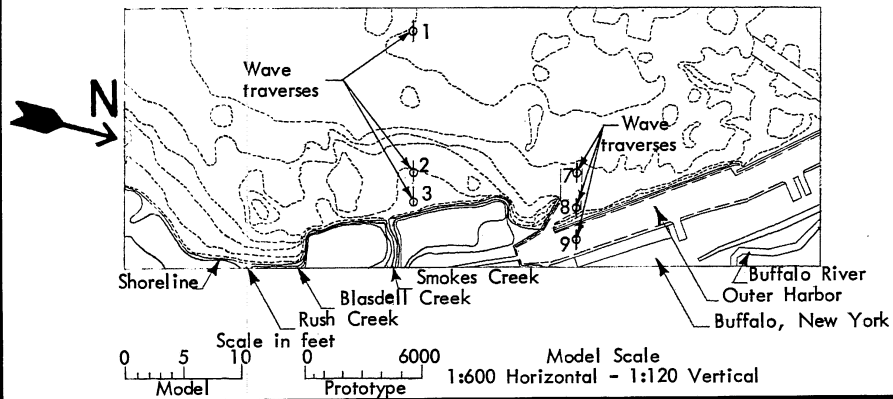 N
Wave
traverses
1
2
3
Wave
traverses
7
8
9
Shoreline
Rush Creek
Blasdell Creek
Smokes Creek
Buffalo River
Outer Harbor
Buffalo, New York
Scale in feet
0 5 10
Model
0 6000
Prototype
Model Scale
1:600 Horizontal - 1:120 Vertical